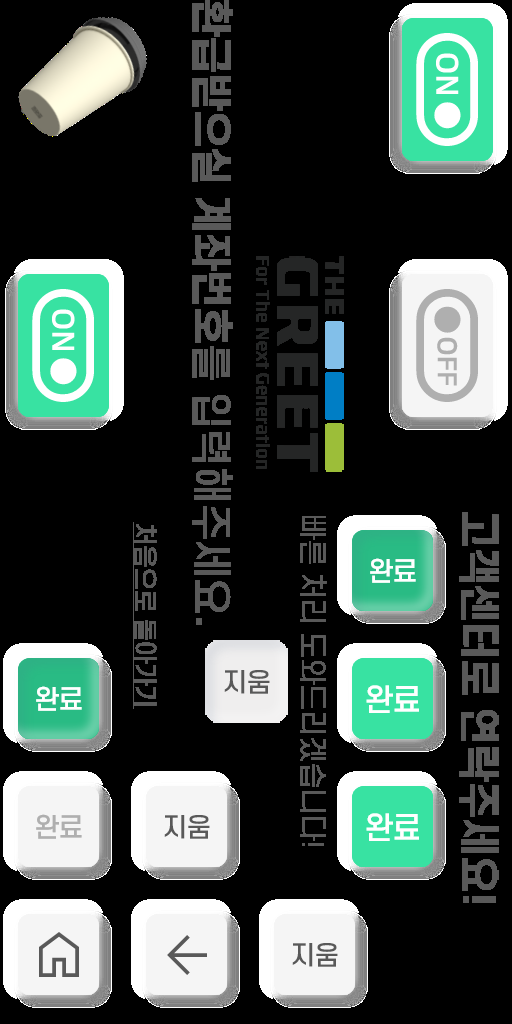 ON
환급받으실 계좌번호를 입력해주세요.
ON
THE
GREET
For The Next Generation
OFF
고객센터로 연락주세요!
빠른 처리 도와드리겠습니다!
처음으로 돌아가기
완료
지움
완료
완료
완료
지움
완료
지움